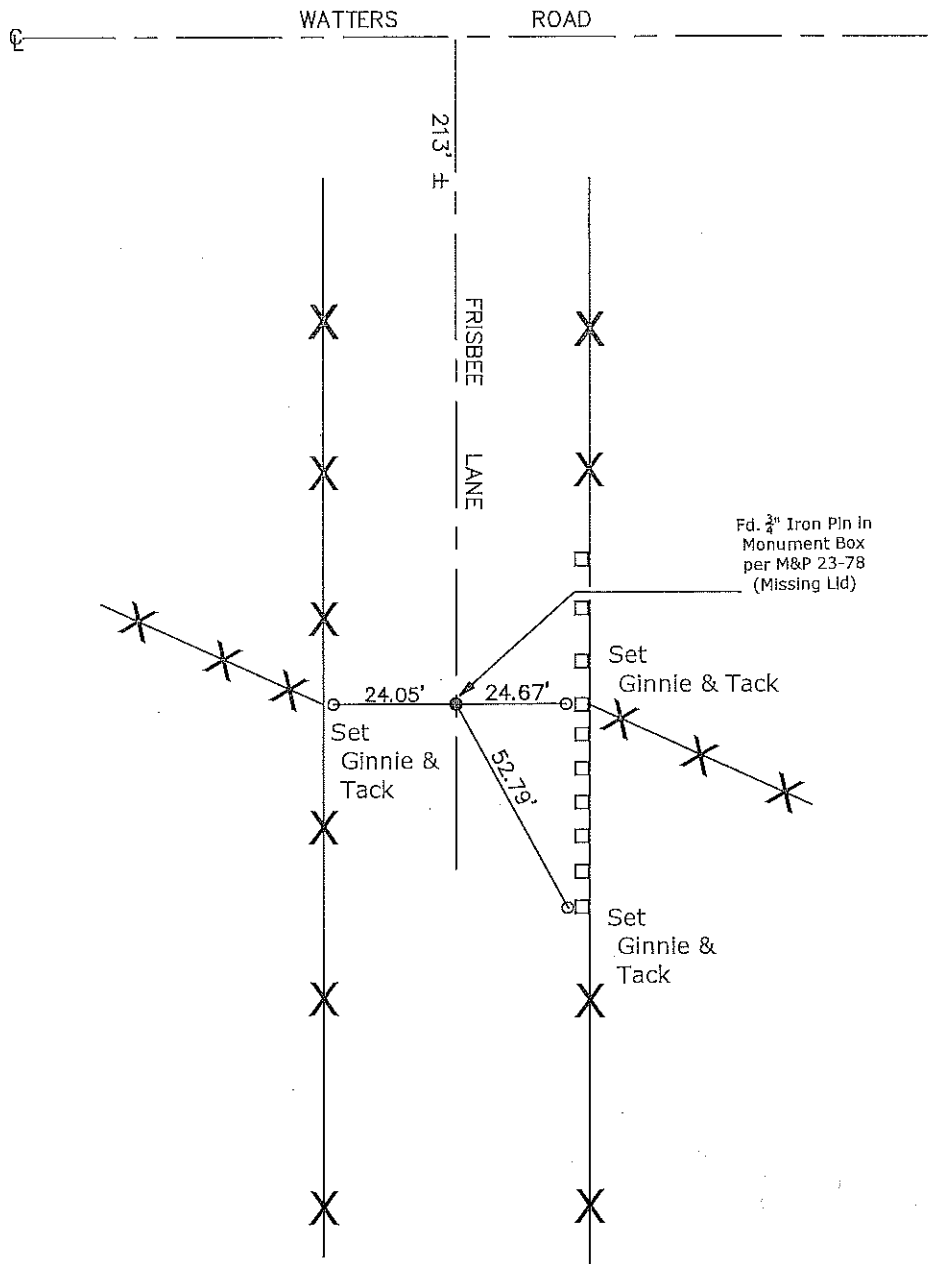 WATTERS ROAD
℄
213' ±
FRISBEE LANE
Fd. ¾" Iron Pin in
Monument Box
per M&P 23-78
(Missing Lid)
Set
Ginnie & Tack
24.05'
24.67'
Set
Ginnie &
Tack
52.79'
Set
Ginnie &
Tack